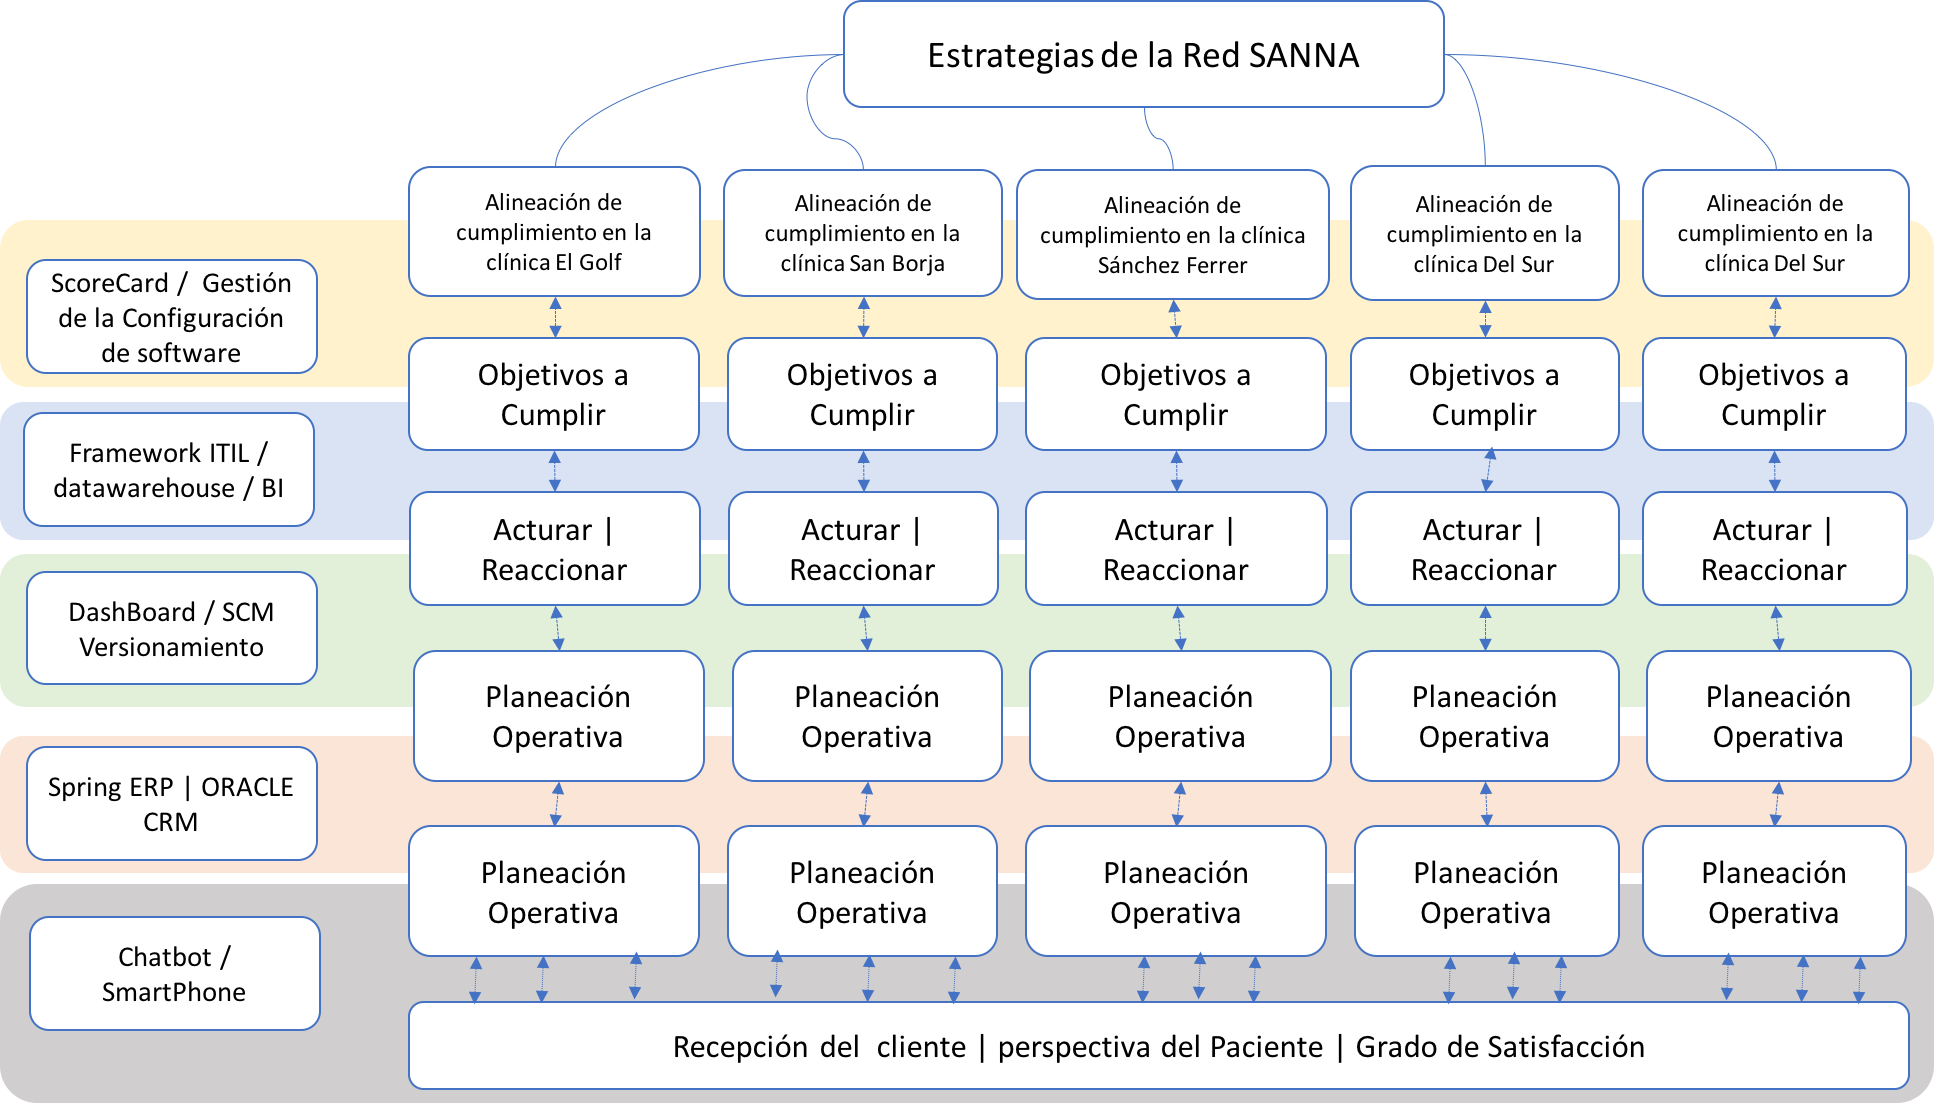 Estrategias de la Red SANNA
Alineación de
cumplimiento en la
clínica El Golf
Alineación de
cumplimiento en la
clínica San Borja
Alineación de
cumplimiento en la clínica
Sánchez Ferrer
Alineación de
cumplimiento en la
clínica Del Sur
Alineación de
cumplimiento en la
clínica Del Sur
ScoreCard /  Gestión
de la Configuración
de software
Objetivos a
Cumplir
Objetivos a
Cumplir
Objetivos a
Cumplir
Objetivos a
Cumplir
Objetivos a
Cumplir
Framework ITIL /
datawarehouse / BI
Acturar |
Reaccionar
Acturar |
Reaccionar
Acturar |
Reaccionar
Acturar |
Reaccionar
Acturar |
Reaccionar
DashBoard / SCM
Versionamiento
Planeación
Operativa
Planeación
Operativa
Planeación
Operativa
Planeación
Operativa
Planeación
Operativa
Spring ERP | ORACLE
CRM
Planeación
Operativa
Planeación
Operativa
Planeación
Operativa
Planeación
Operativa
Planeación
Operativa
Chatbot /
SmartPhone
Recepción del  cliente | perspectiva del Paciente | Grado de Satisfacción